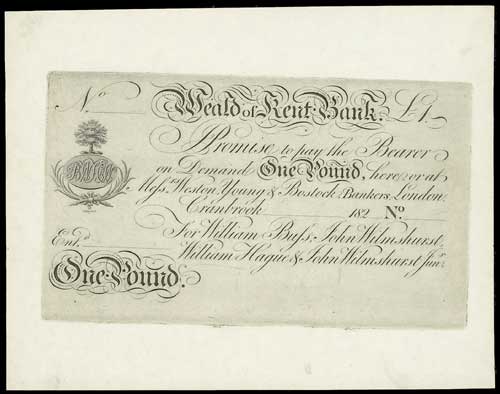 No Weald of Kent Bank. £1
I Promise to pay the Bearer
on Demand One Pound, here or at
Messrs. Weston, Young & Bostock, Bankers, London.
Cranbrook 182 No.
For William Buss, John Wilmshurst,
Entd. William Hague & John Wilmshurst Junr.
One Pound.